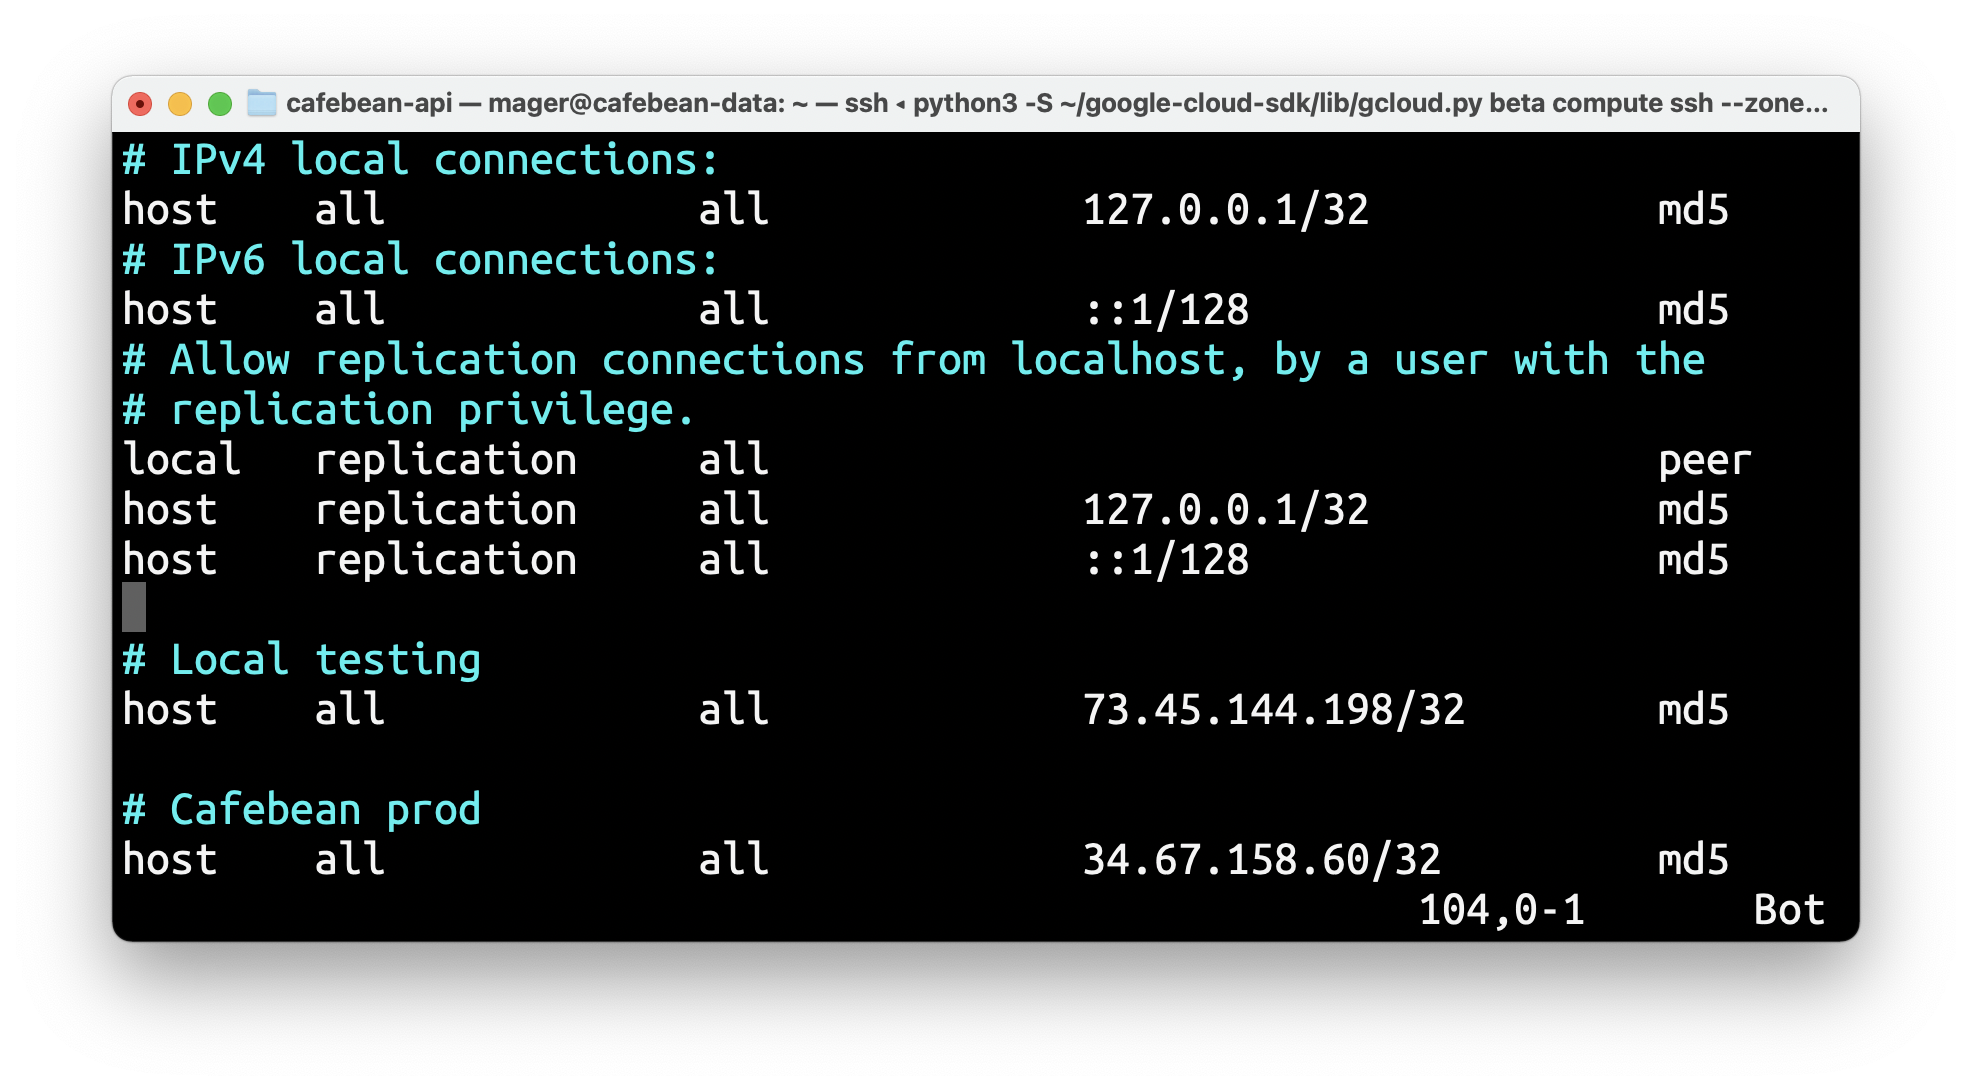 cafebean-api — mager@cafebean-data: ~ — ssh ◂ python3 -S ~/google-cloud-sdk/lib/gcloud.py beta compute ssh --zone...
# IPv4 local connections:
host    all             all             127.0.0.1/32            md5
# IPv6 local connections:
host    all             all             ::1/128                 md5
# Allow replication connections from localhost, by a user with the
# replication privilege.
local   replication     all                                     peer
host    replication     all             127.0.0.1/32            md5
host    replication     all             ::1/128                 md5
# Local testing
host    all             all             73.45.144.198/32        md5
# Cafebean prod
host    all             all             34.67.158.60/32         md5
104,0-1       Bot